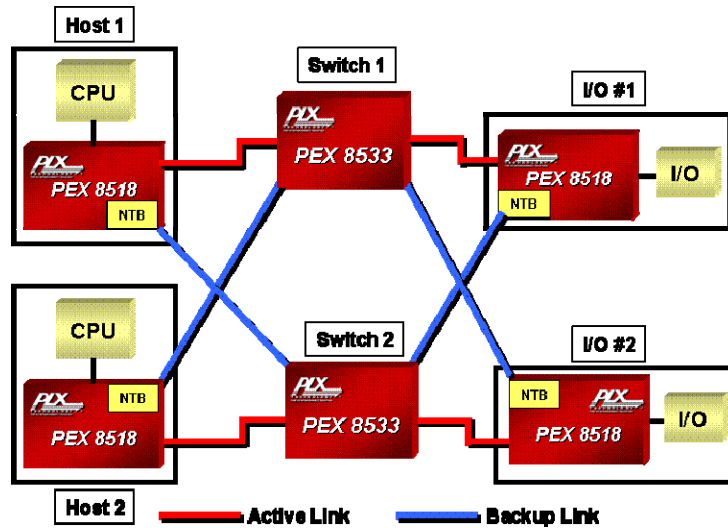 Host 1
CPU
PLX
PEX 8518
NTB
Switch 1
PLX
PEX 8533
I/O #1
PLX
PEX 8518
NTB
I/O
CPU
NTB
PLX
PEX 8518
Host 2
Switch 2
PLX
PEX 8533
I/O #2
NTB
PLX
PEX 8518
I/O
Active Link
Backup Link